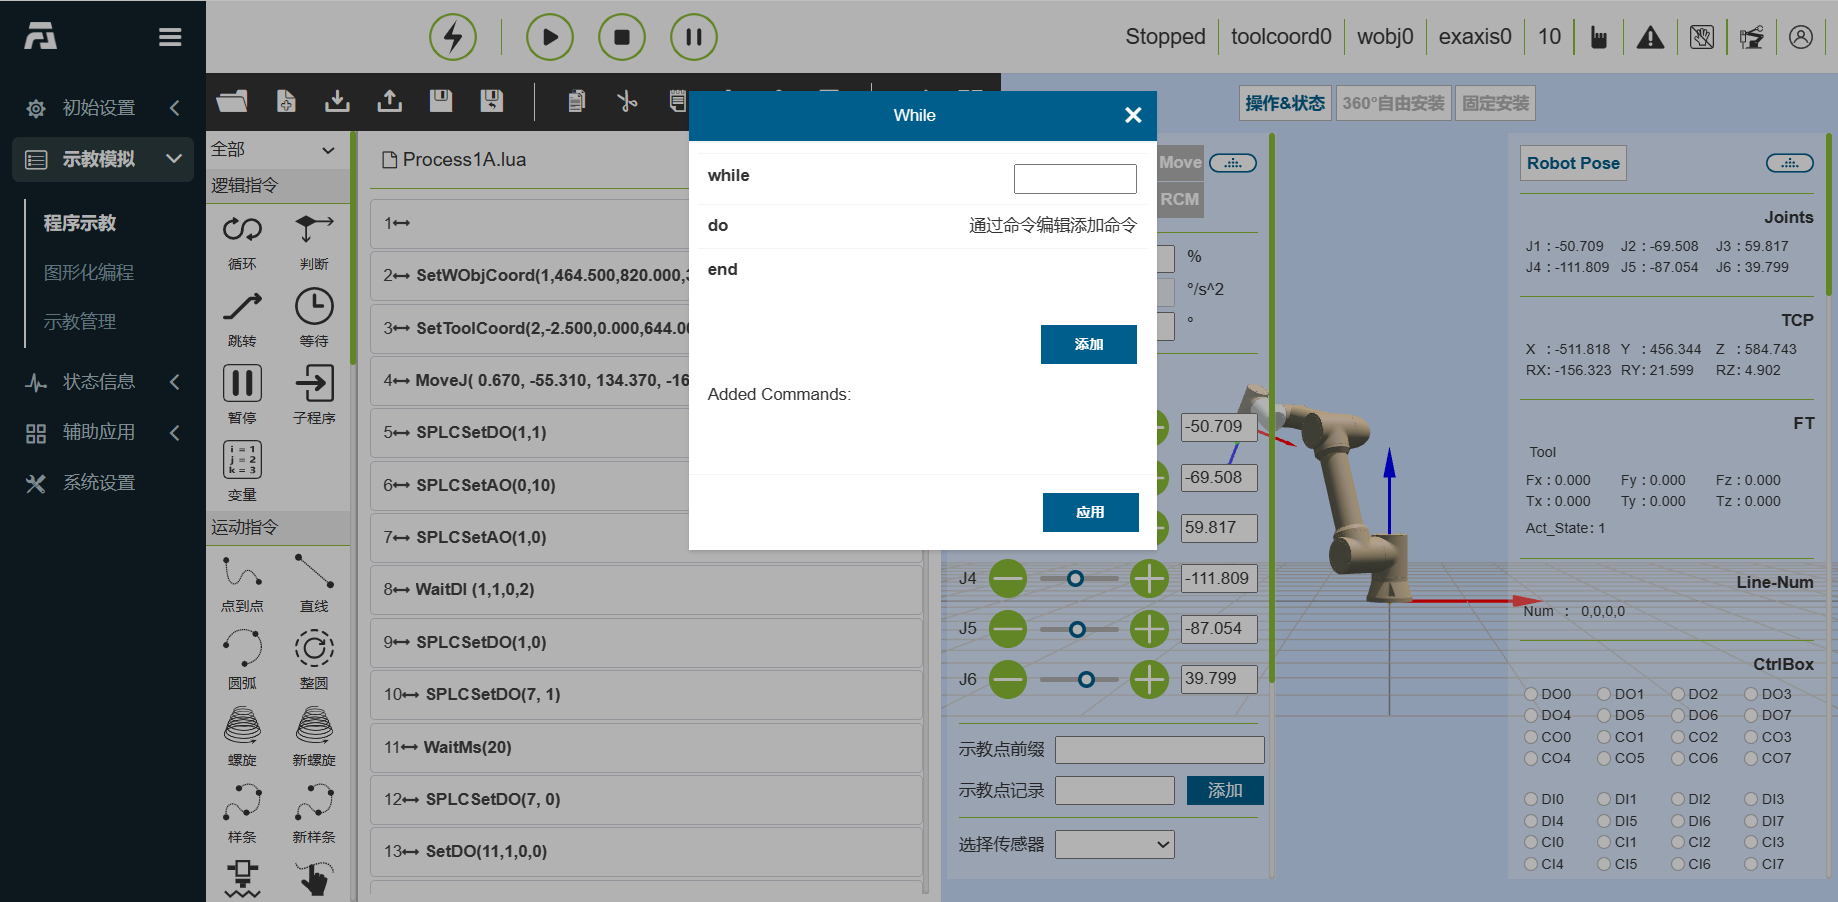 Stopped
toolcoord0
wobj0
exaxis0
10
初始设置
示教模拟
程序示教
图形化编程
示教管理
状态信息
辅助应用
系统设置
全部
逻辑指令
循环
判断
跳转
等待
暂停
子程序
i = 1
j = 2
k = 3
变量
运动指令
点到点
直线
圆弧
整圆
螺旋
新螺旋
样条
新样条
Process1A.lua
1
2 SetWObjCoord(1,464.500,820.000,
3 SetToolCoord(2,-2.500,0.000,644.00
4 MoveJ( 0.670, -55.310, 134.370, -16
5 SPLCSetDO(1,1)
6 SPLCSetAO(0,10)
7 SPLCSetAO(1,0)
8 WaitDI (1,1,0,2)
9 SPLCSetDO(1,0)
10 SPLCSetDO(7, 1)
11 WaitMs(20)
12 SPLCSetDO(7, 0)
13 SetDO(11,1,0,0)
While
while
do 通过命令编辑添加命令
end
添加
Added Commands:
应用
操作&状态
360°自由安装
固定安装
Move
RCM
%
°/s^2
°
-50.709
-69.508
59.817
J4 -111.809
J5 -87.054
J6 39.799
示教点前缀
示教点记录 添加
选择传感器
Robot Pose
Joints
J1 : -50.709 J2 : -69.508 J3 : 59.817
J4 : -111.809 J5 : -87.054 J6 : 39.799
TCP
X : -511.818 Y : 456.344 Z : 584.743
RX: -156.323 RY: 21.599 RZ: 4.902
FT
Tool
Fx : 0.000 Fy : 0.000 Fz : 0.000
Tx : 0.000 Ty : 0.000 Tz : 0.000
Act_State: 1
Line-Num
Num : 0,0,0,0
CtrlBox
DO0 DO1 DO2 DO3
DO4 DO5 DO6 DO7
CO0 CO1 CO2 CO3
CO4 CO5 CO6 CO7
DI0 DI1 DI2 DI3
DI4 DI5 DI6 DI7
CI0 CI1 CI2 CI3
CI4 CI5 CI6 CI7